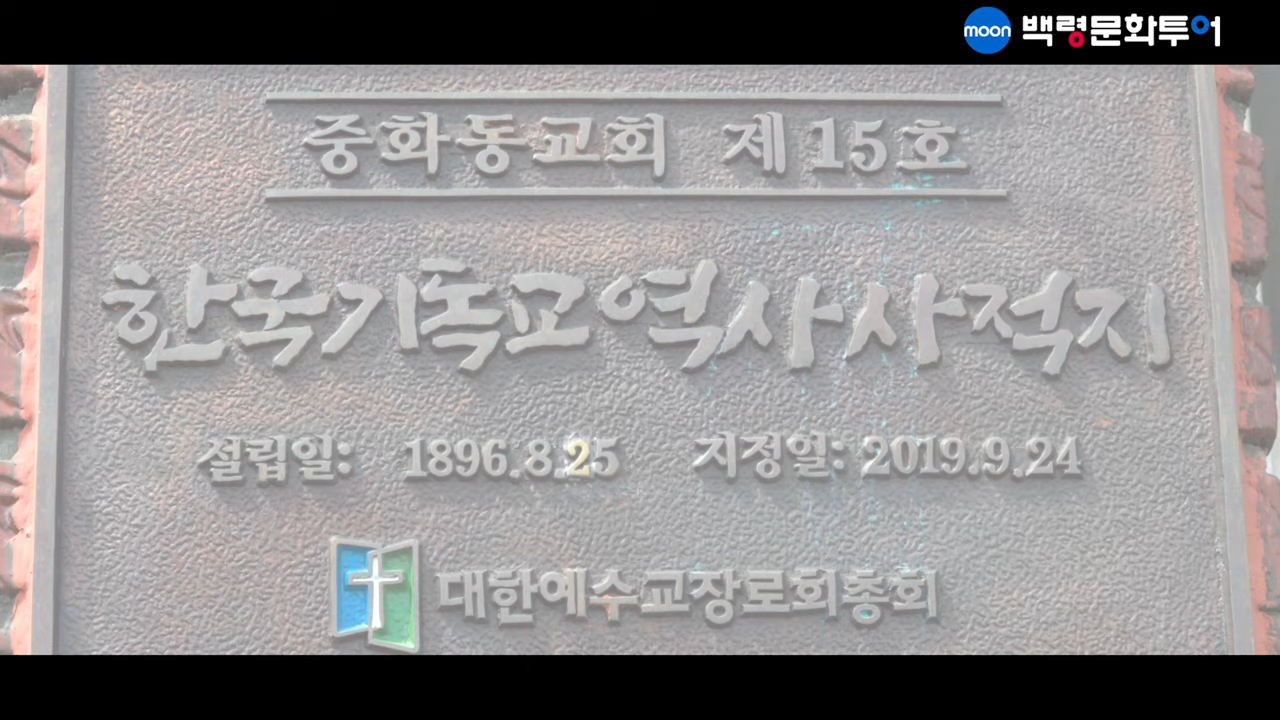 moon 백령문화투어
중화동교회 제15호
한국기독교역사사적지
설립일: 1896.8.25 지정일: 2019.9.24
대한예수교장로회총회